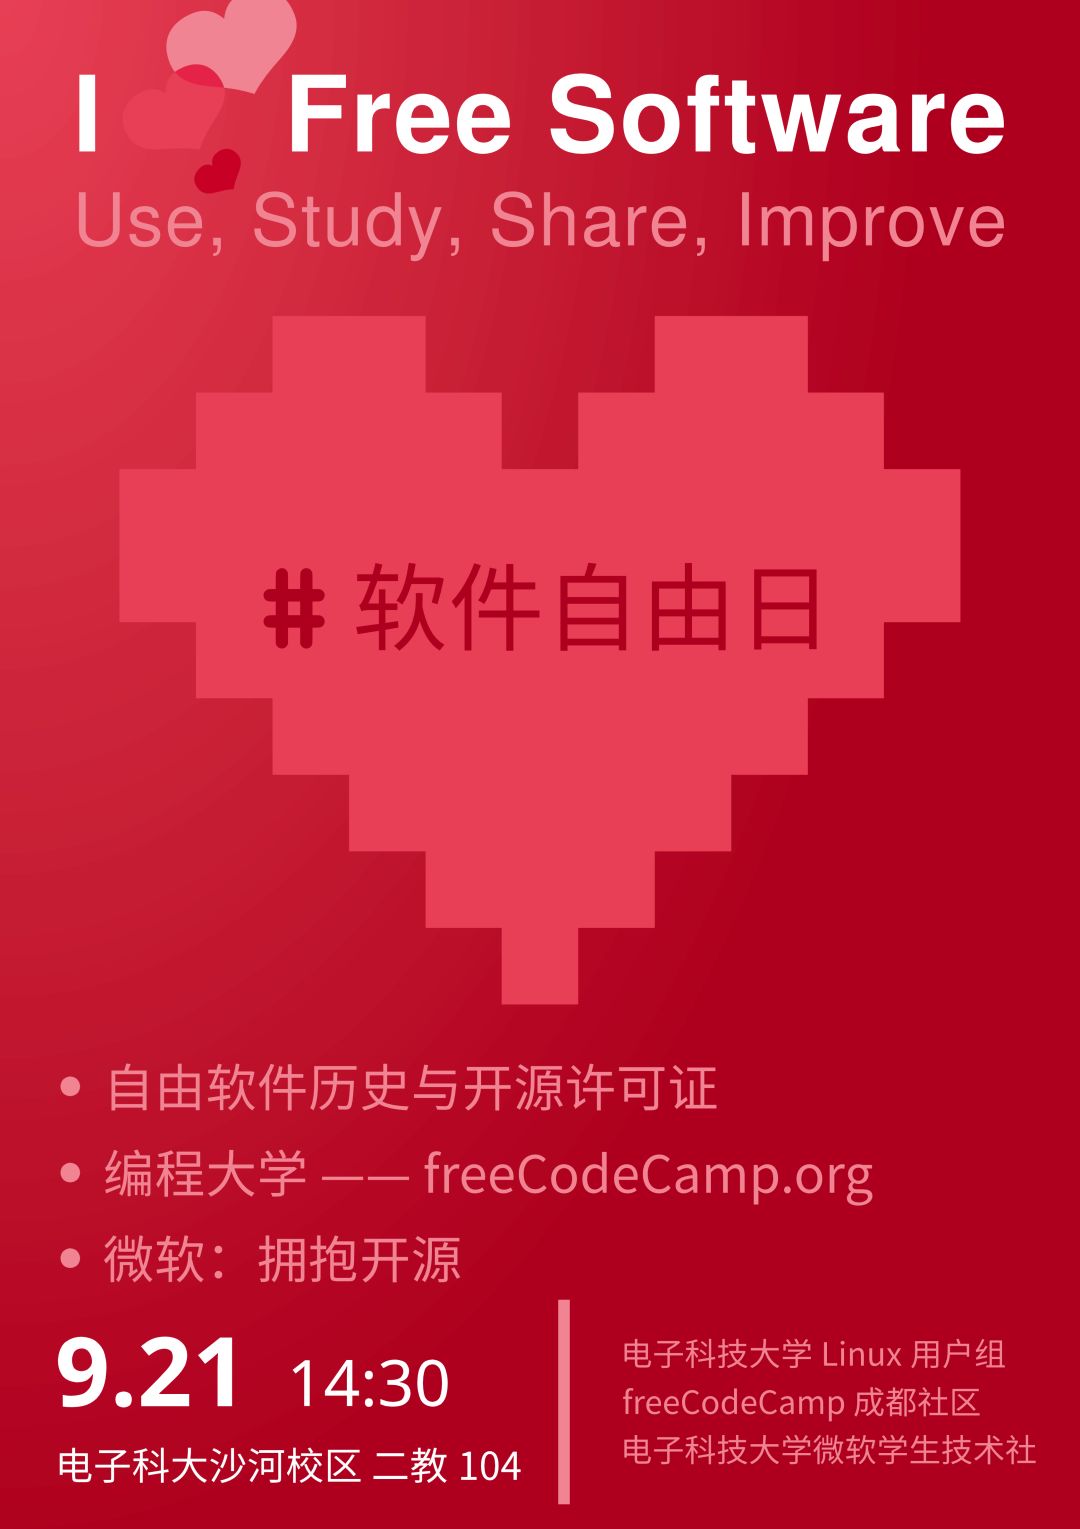 I Free Software
Use, Study, Share, Improve
# 软件自由日
• 自由软件历史与开源许可证
• 编程大学 —— freeCodeCamp.org
• 微软：拥抱开源
9.21 14:30
电子科大沙河校区 二教 104
电子科技大学 Linux 用户组
freeCodeCamp 成都社区
电子科技大学微软学生技术社